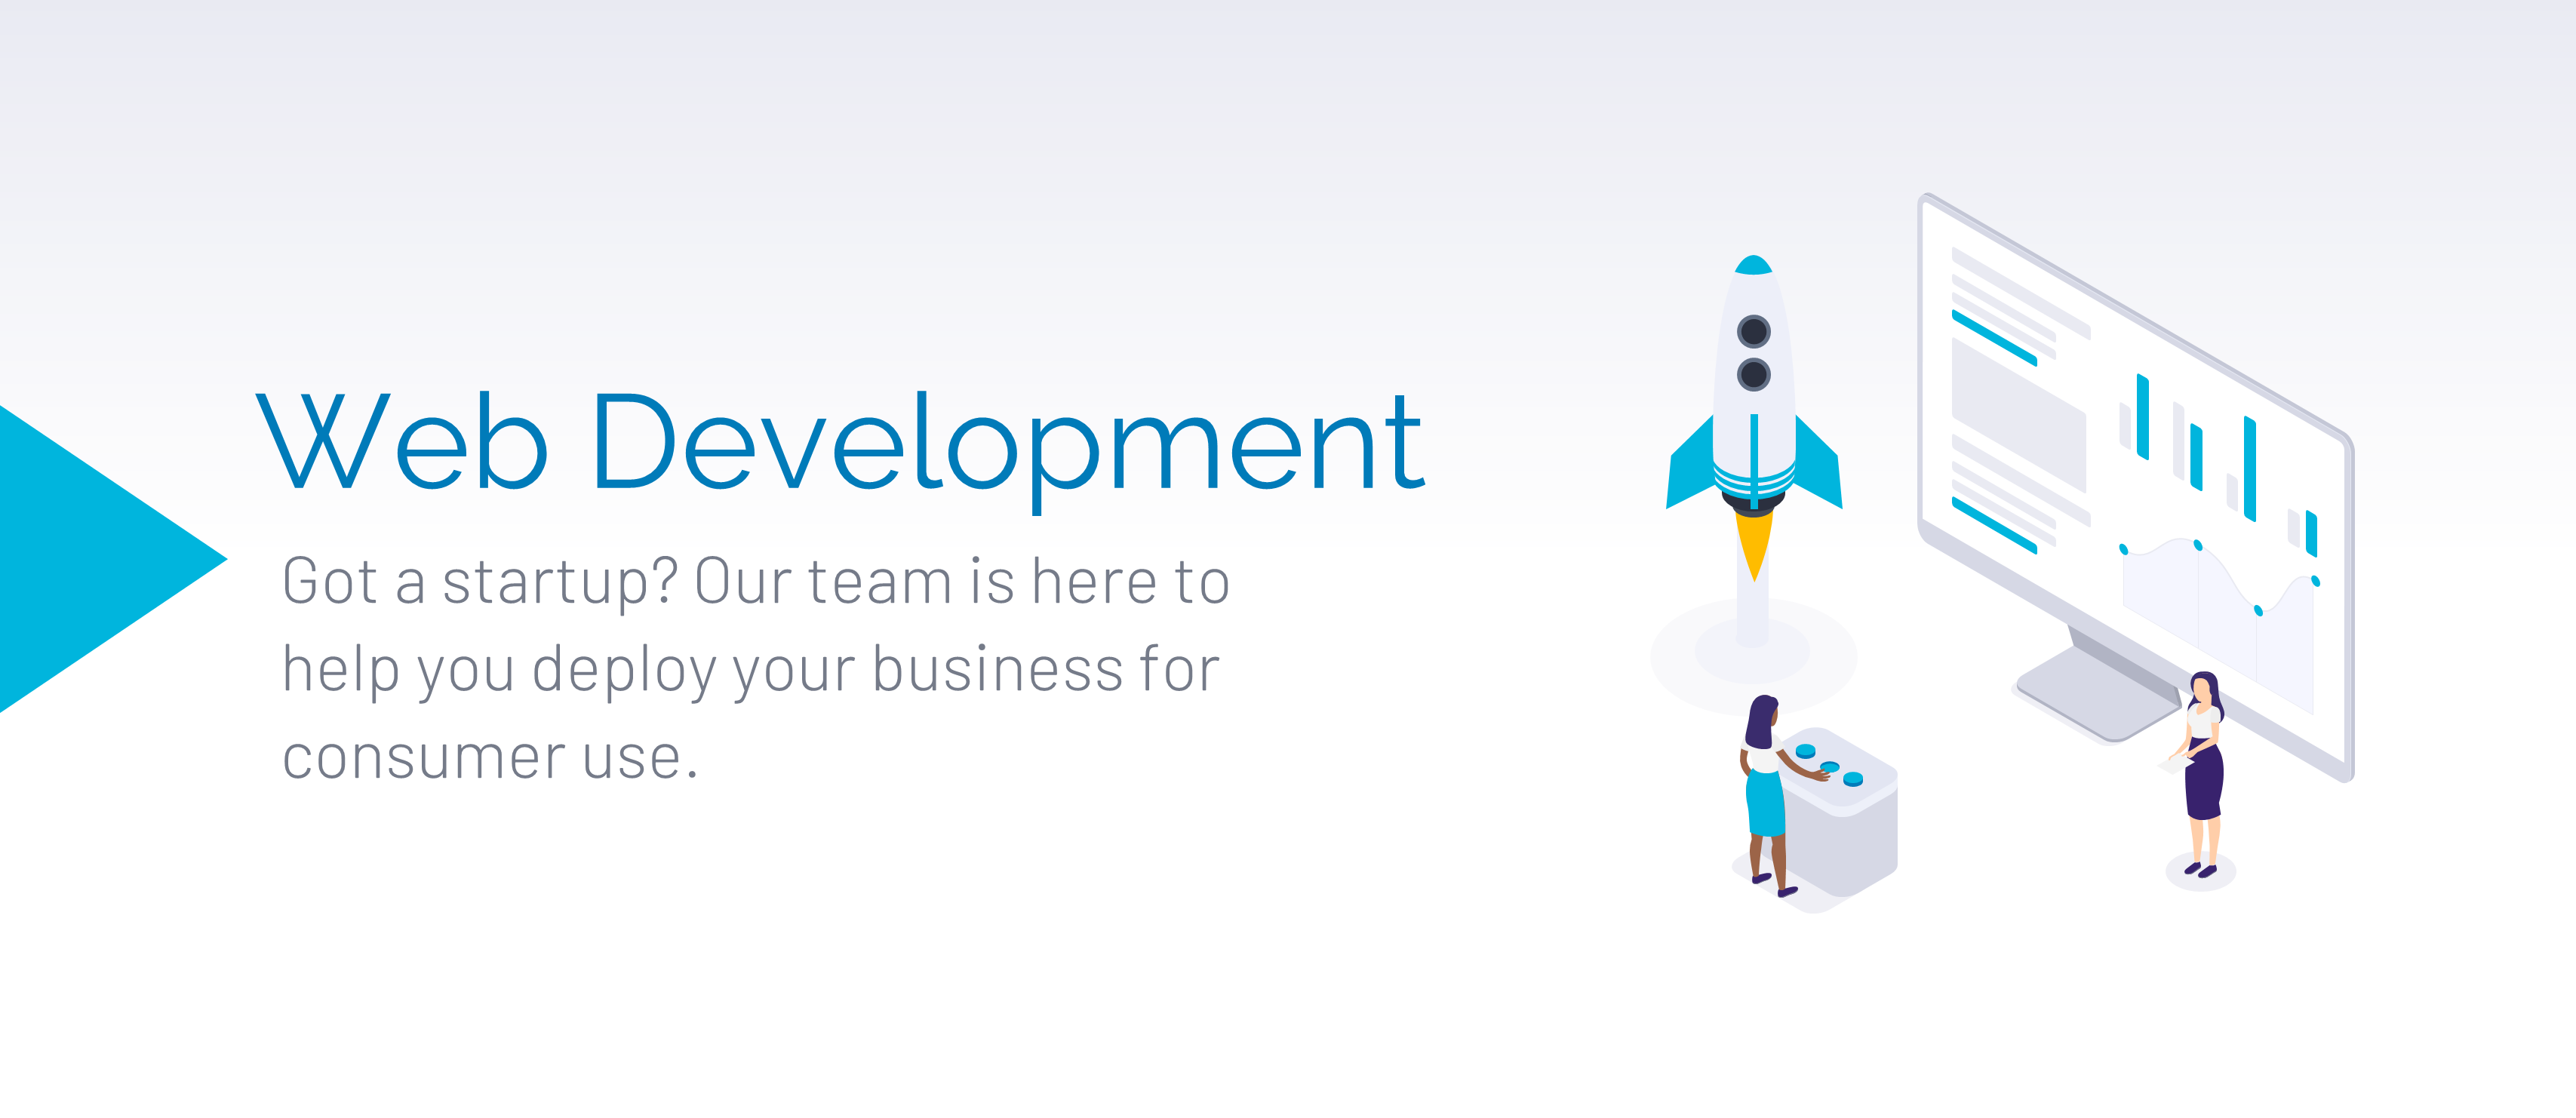 Web Development
Got a startup? Our team is here to
help you deploy your business for
consumer use.